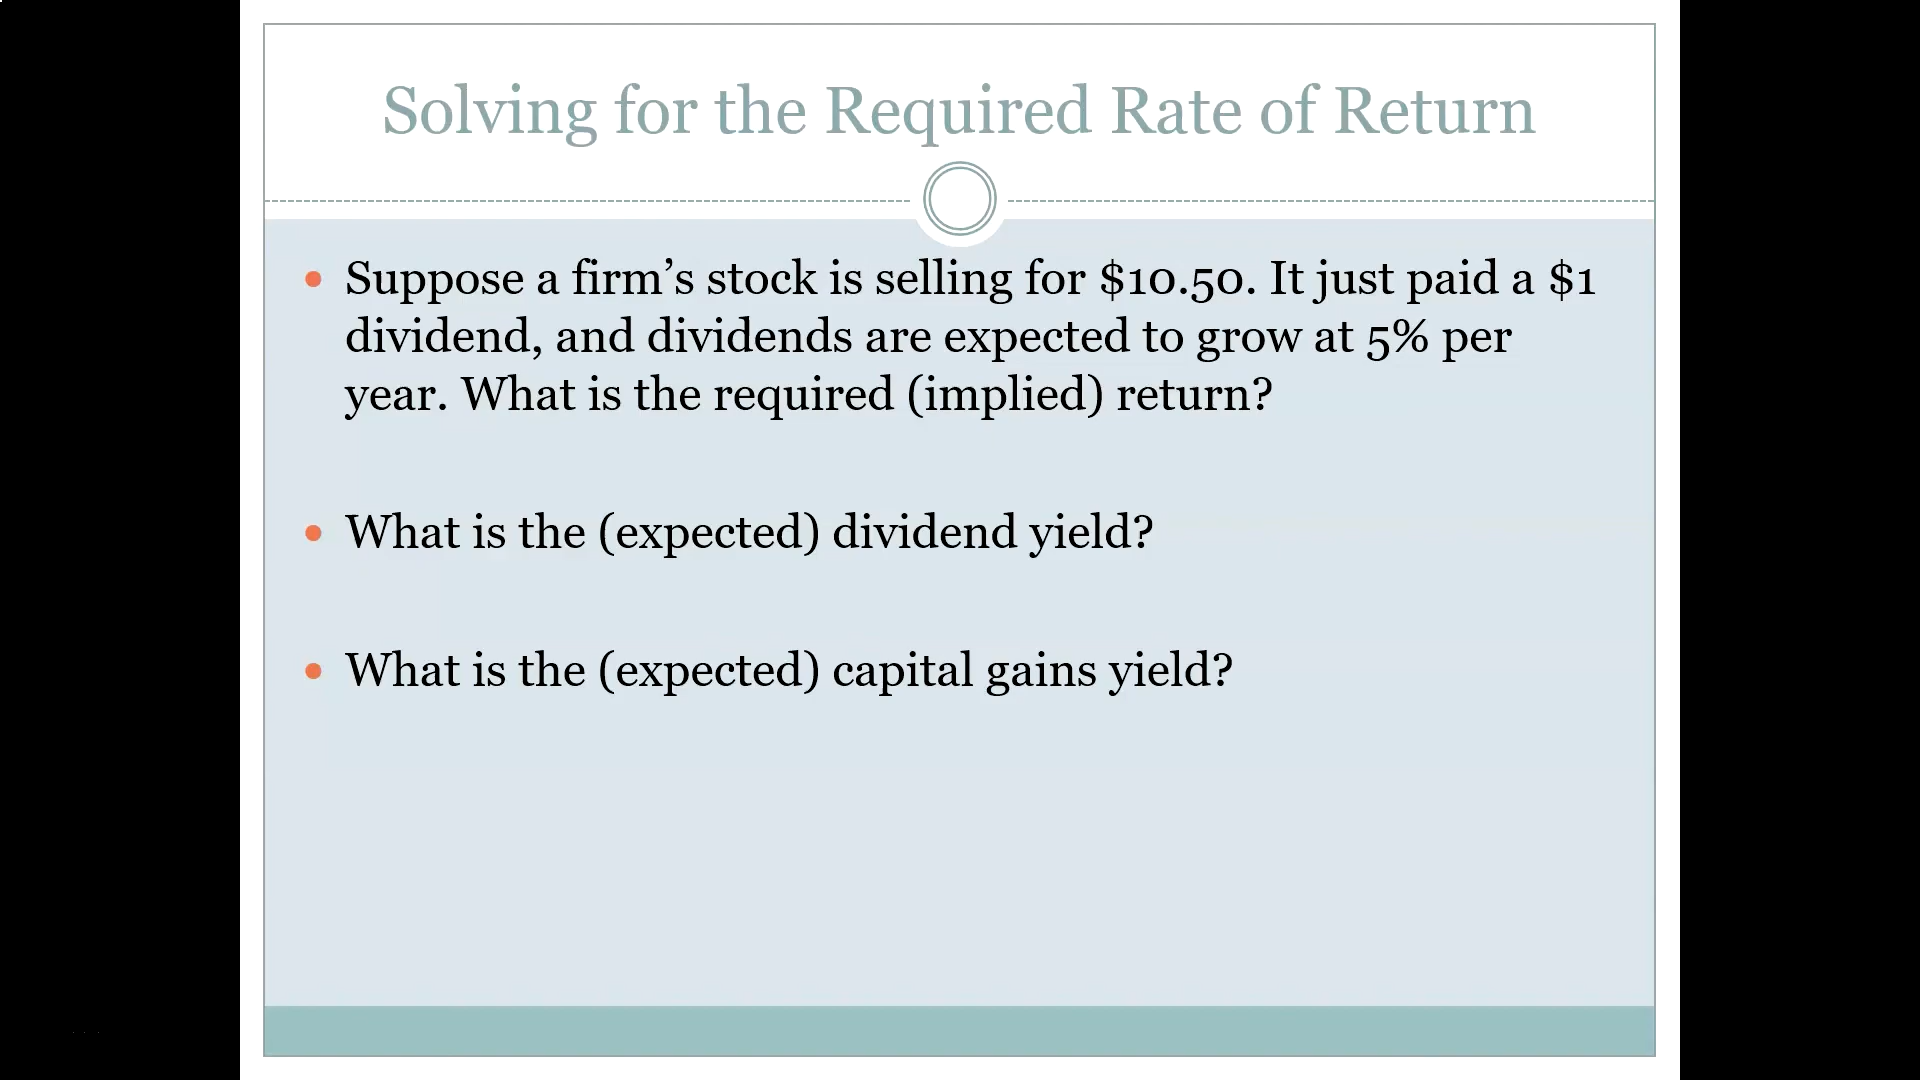 Solving for the Required Rate of Return
Suppose a firm’s stock is selling for $10.50. It just paid a $1
dividend, and dividends are expected to grow at 5% per
year. What is the required (implied) return?
What is the (expected) dividend yield?
What is the (expected) capital gains yield?